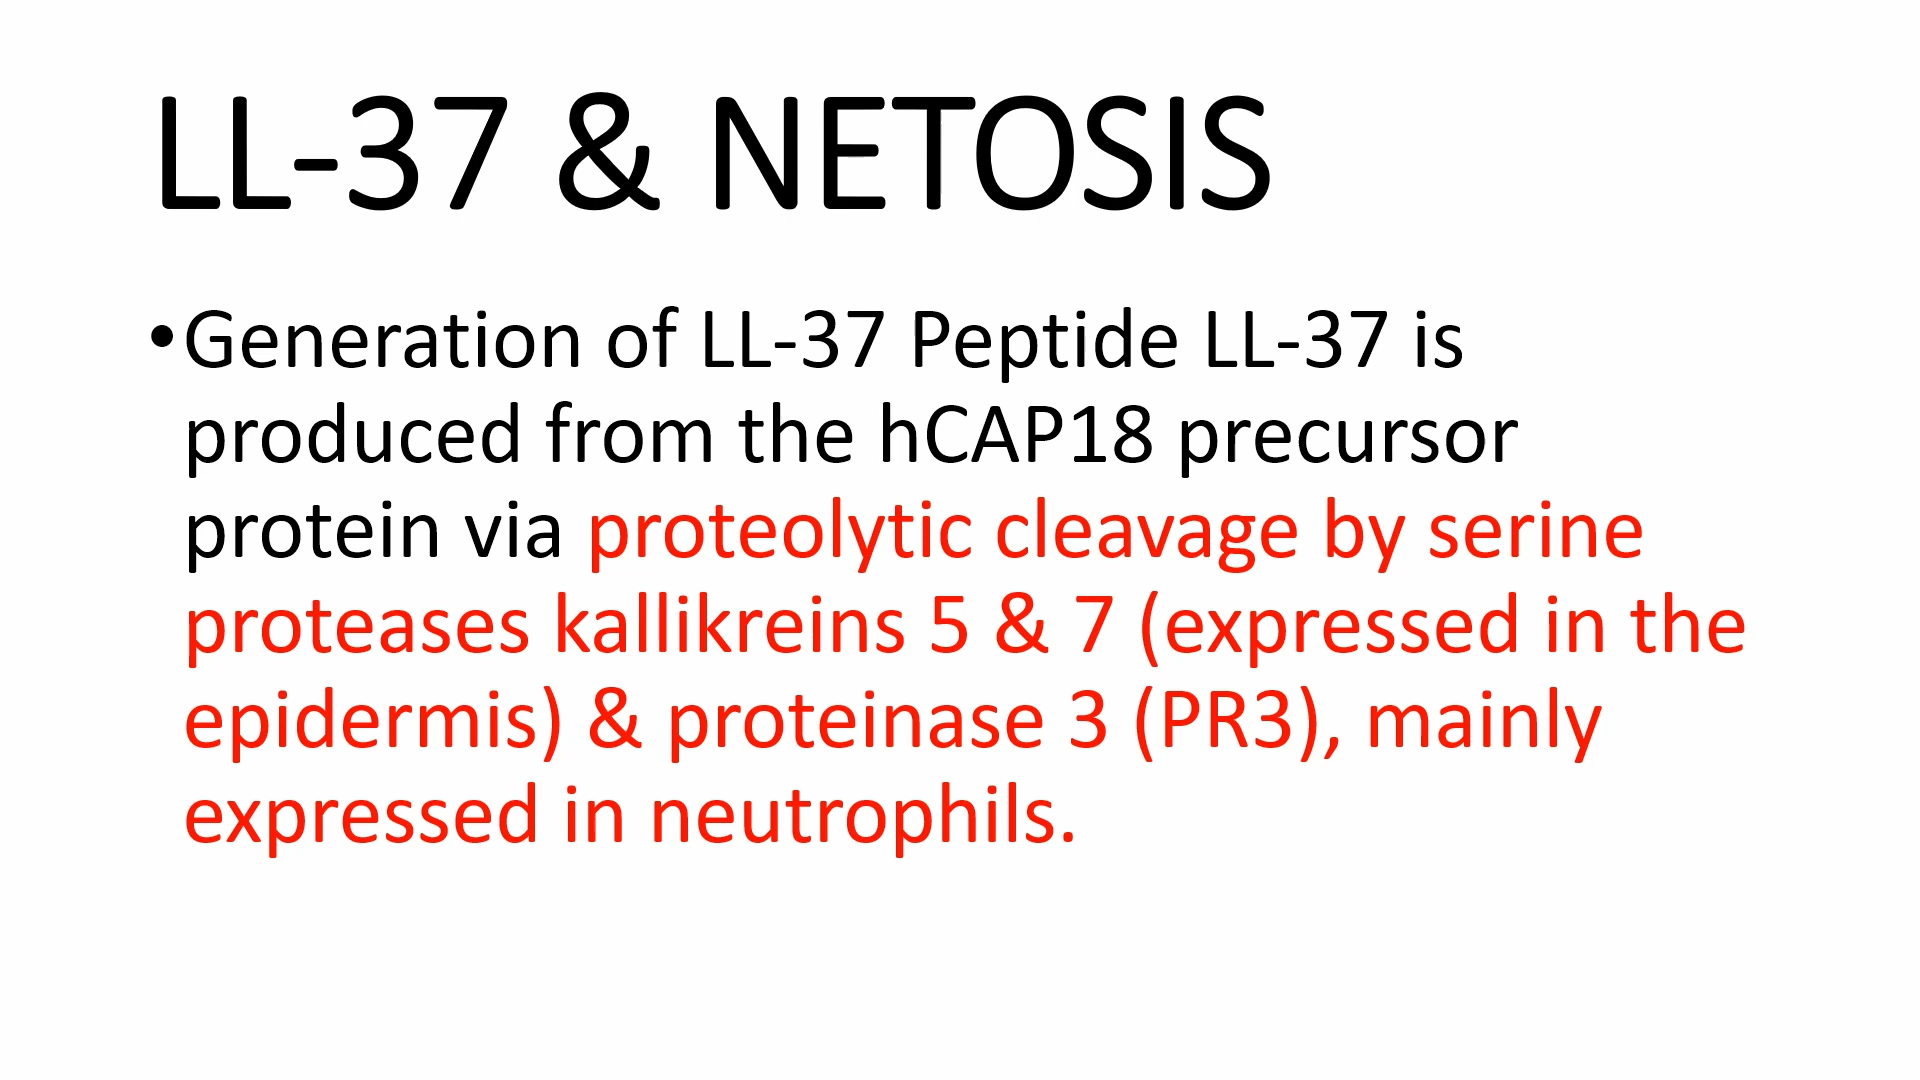 LL-37 & NETOSIS
•Generation of LL-37 Peptide LL-37 is
produced from the hCAP18 precursor
protein via proteolytic cleavage by serine
proteases kallikreins 5 & 7 (expressed in the
epidermis) & proteinase 3 (PR3), mainly
expressed in neutrophils.